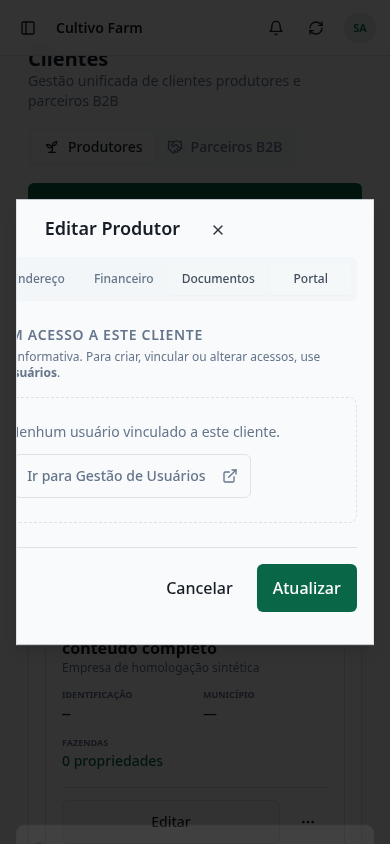 Cultivo Farm
SA
Clientes
Gestão unificada de clientes produtores e
parceiros B2B
Produtores
Parceiros B2B
Editar Produtor
ndereço
Financeiro
Documentos
Portal
M ACESSO A ESTE CLIENTE
nformativa. Para criar, vincular ou alterar acessos, use
suários.
Nenhum usuário vinculado a este cliente.
Ir para Gestão de Usuários
Cancelar
Atualizar
conteúdo completo
Empresa de homologação sintética
IDENTIFICAÇÃO
MUNICÍPIO
—
—
FAZENDAS
0 propriedades
Editar